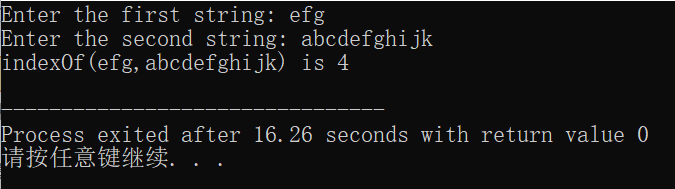 Enter the first string: efg
Enter the second string: abcdefghijk
indexOf(efg,abcdefghijk) is 4
--------------------------------
Process exited after 16.26 seconds with return value 0
请按任意键继续. . .